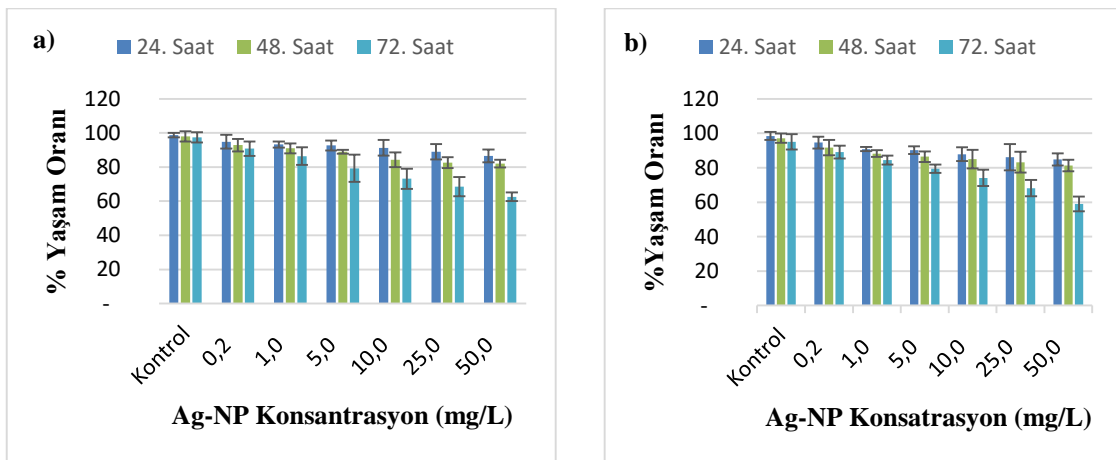 a)
24. Saat 48. Saat 72. Saat
% Yaşam Oranı
120
100
80
60
40
20
-
Kontrol
0,2
1,0
5,0
10,0
25,0
50,0
Ag-NP Konsantrasyon (mg/L)
b)
24. Saat 48. Saat 72. Saat
%Yaşam Oranı
120
100
80
60
40
20
-
Kontrol
0,2
1,0
5,0
10,0
25,0
50,0
Ag-NP Konsatrasyon (mg/L)